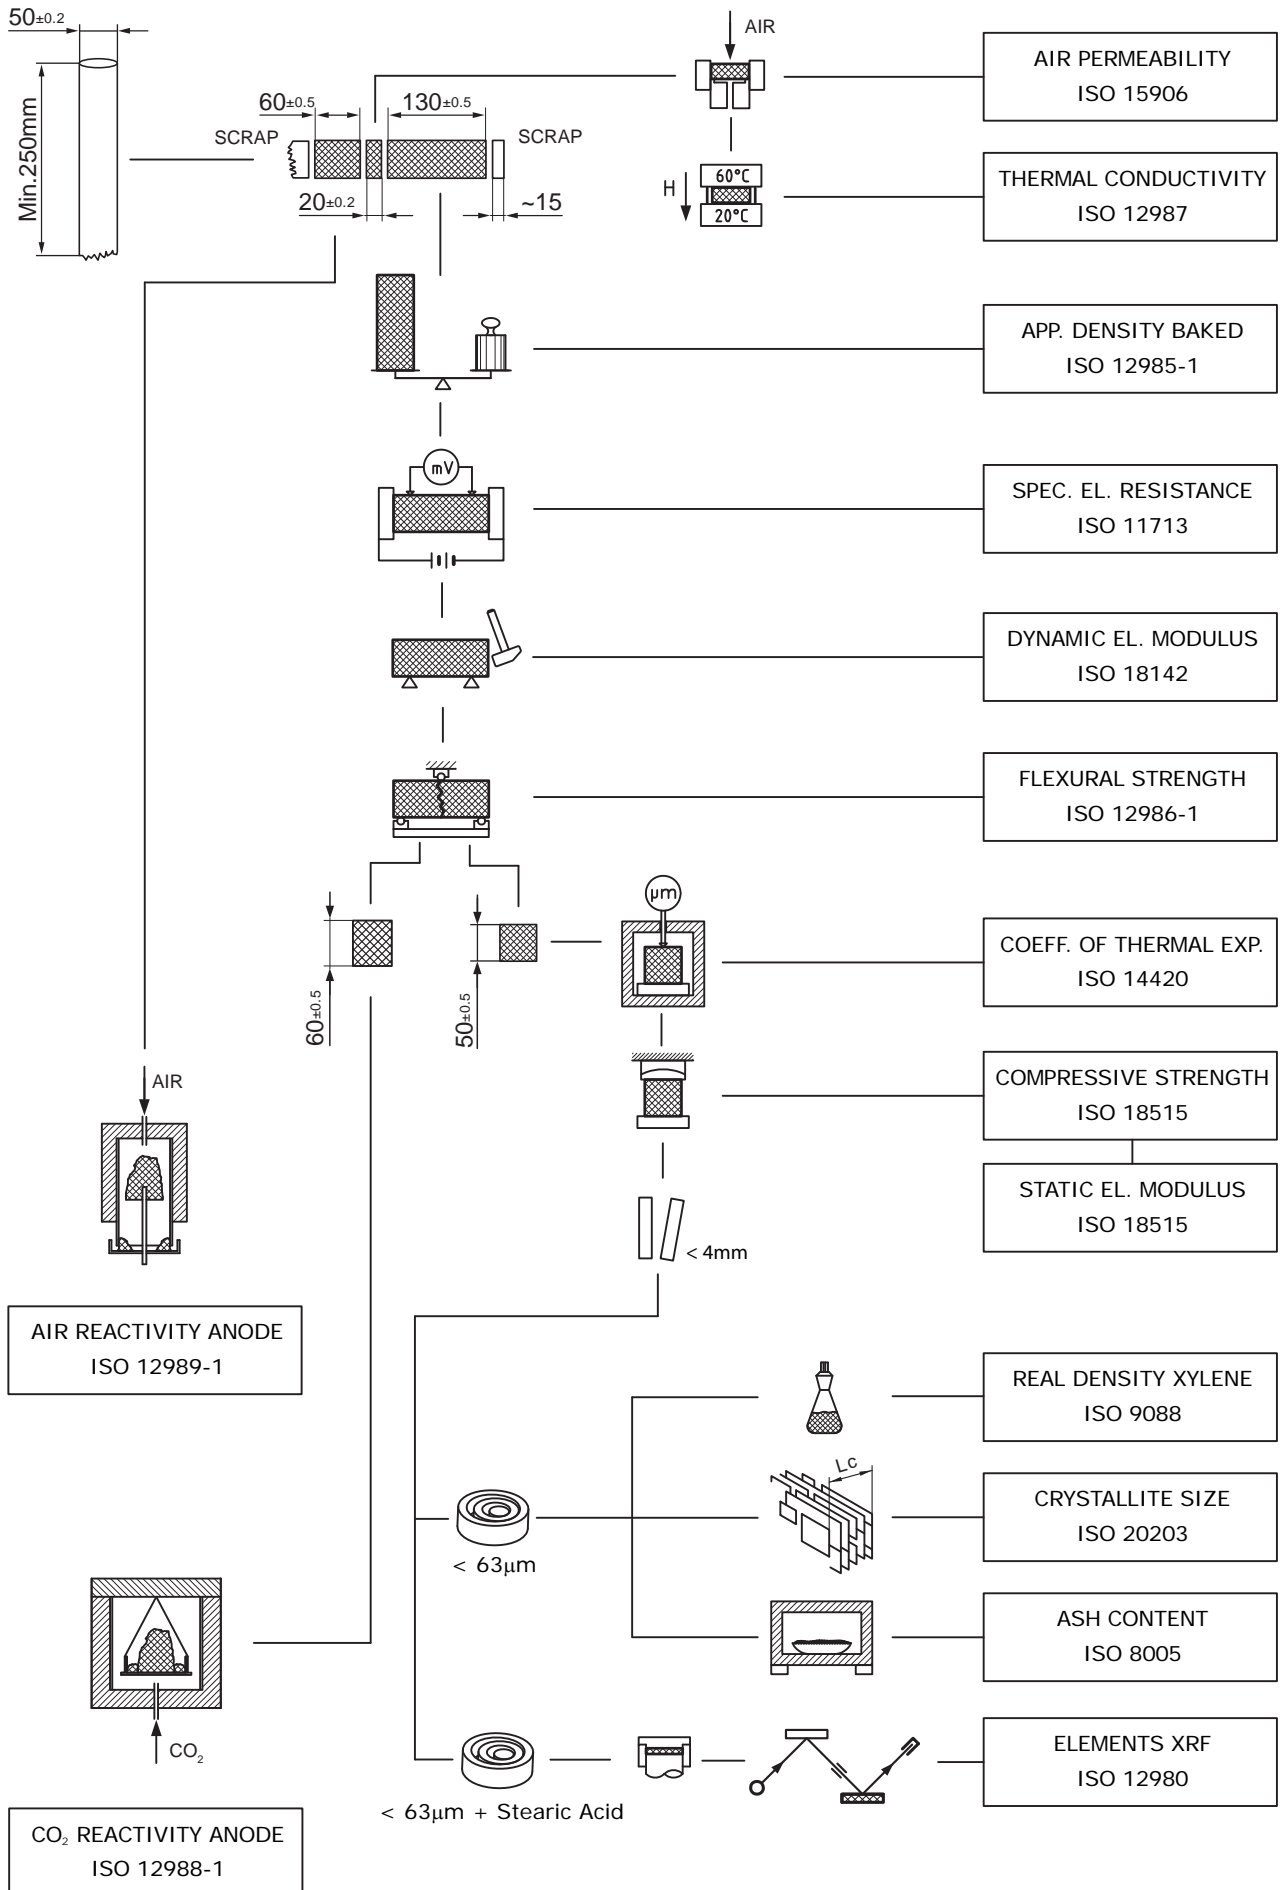 50±0.2
Min.250mm
SCRAP
60±0.5
130±0.5
SCRAP
20±0.2
~15
AIR
AIR PERMEABILITY
ISO 15906
H
60°C
20°C
THERMAL CONDUCTIVITY
ISO 12987
APP. DENSITY BAKED
ISO 12985-1
mV
SPEC. EL. RESISTANCE
ISO 11713
DYNAMIC EL. MODULUS
ISO 18142
FLEXURAL STRENGTH
ISO 12986-1
60±0.5
50±0.5
µm
COEFF. OF THERMAL EXP.
ISO 14420
COMPRESSIVE STRENGTH
ISO 18515
STATIC EL. MODULUS
ISO 18515
< 4mm
AIR
AIR REACTIVITY ANODE
ISO 12989-1
REAL DENSITY XYLENE
ISO 9088
Lc
CRYSTALLITE SIZE
ISO 20203
< 63µm
ASH CONTENT
ISO 8005
CO₂
ELEMENTS XRF
ISO 12980
< 63µm + Stearic Acid
CO₂ REACTIVITY ANODE
ISO 12988-1